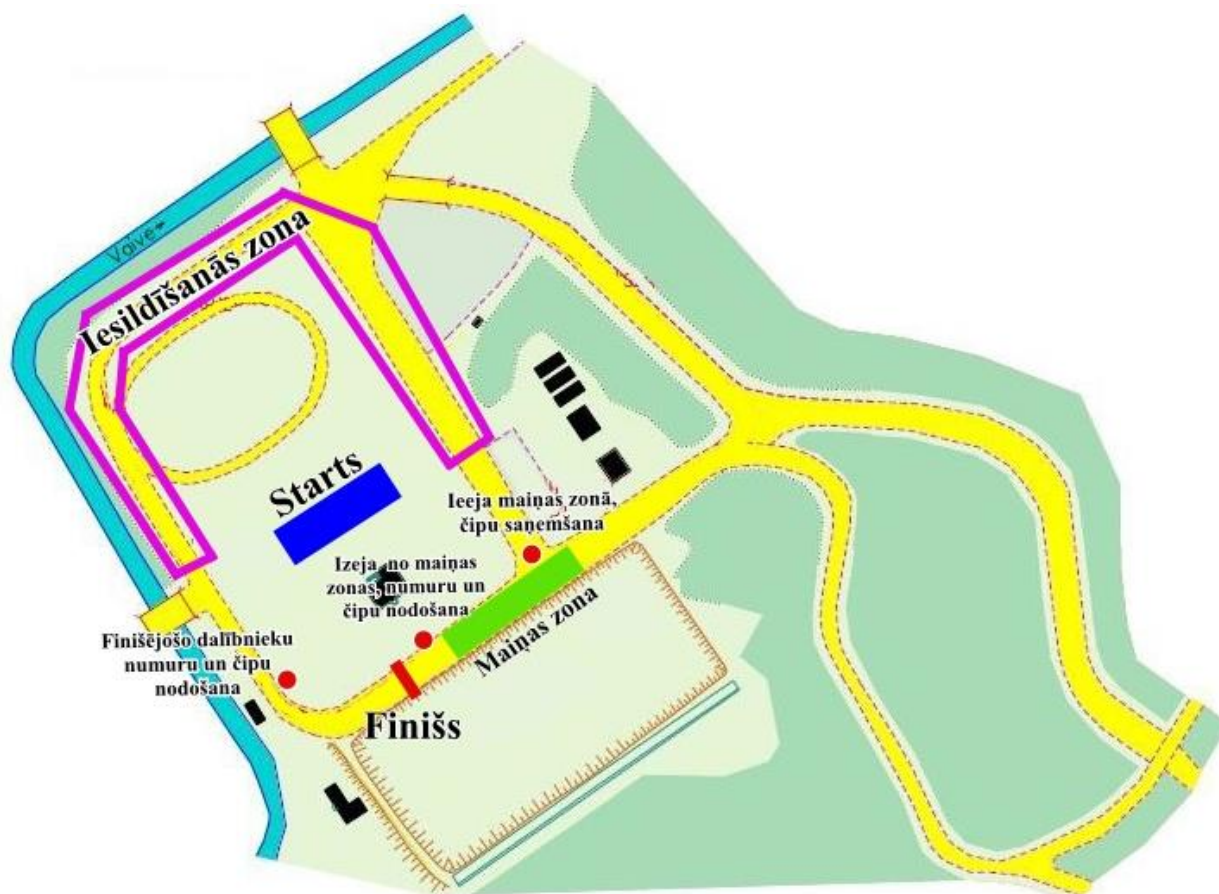 Vaive
Iesildīšanās zona
Starts
Ieeja maiņas zonā,
čipu saņemšana
Izeja no maiņas
zonas, numuru un
čipu nodošana
Maiņas zona
Finišējošo dalībnieku
numuru un čipu
nodošana
Finišs